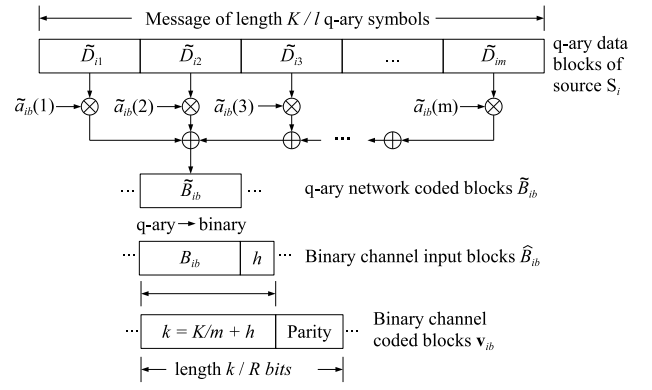 Message of length K / l q-ary symbols
D̃i1 D̃i2 D̃i3 ... D̃im
q-ary data
blocks of
source Si
ãib(1) ãib(2) ãib(3) ... ãib(m)
... B̃ib ...
q-ary network coded blocks B̃ib
q-ary → binary
... Bib h ...
Binary channel input blocks B̂ib
... k = K/m + h Parity ...
Binary channel
coded blocks vib
length k / R bits